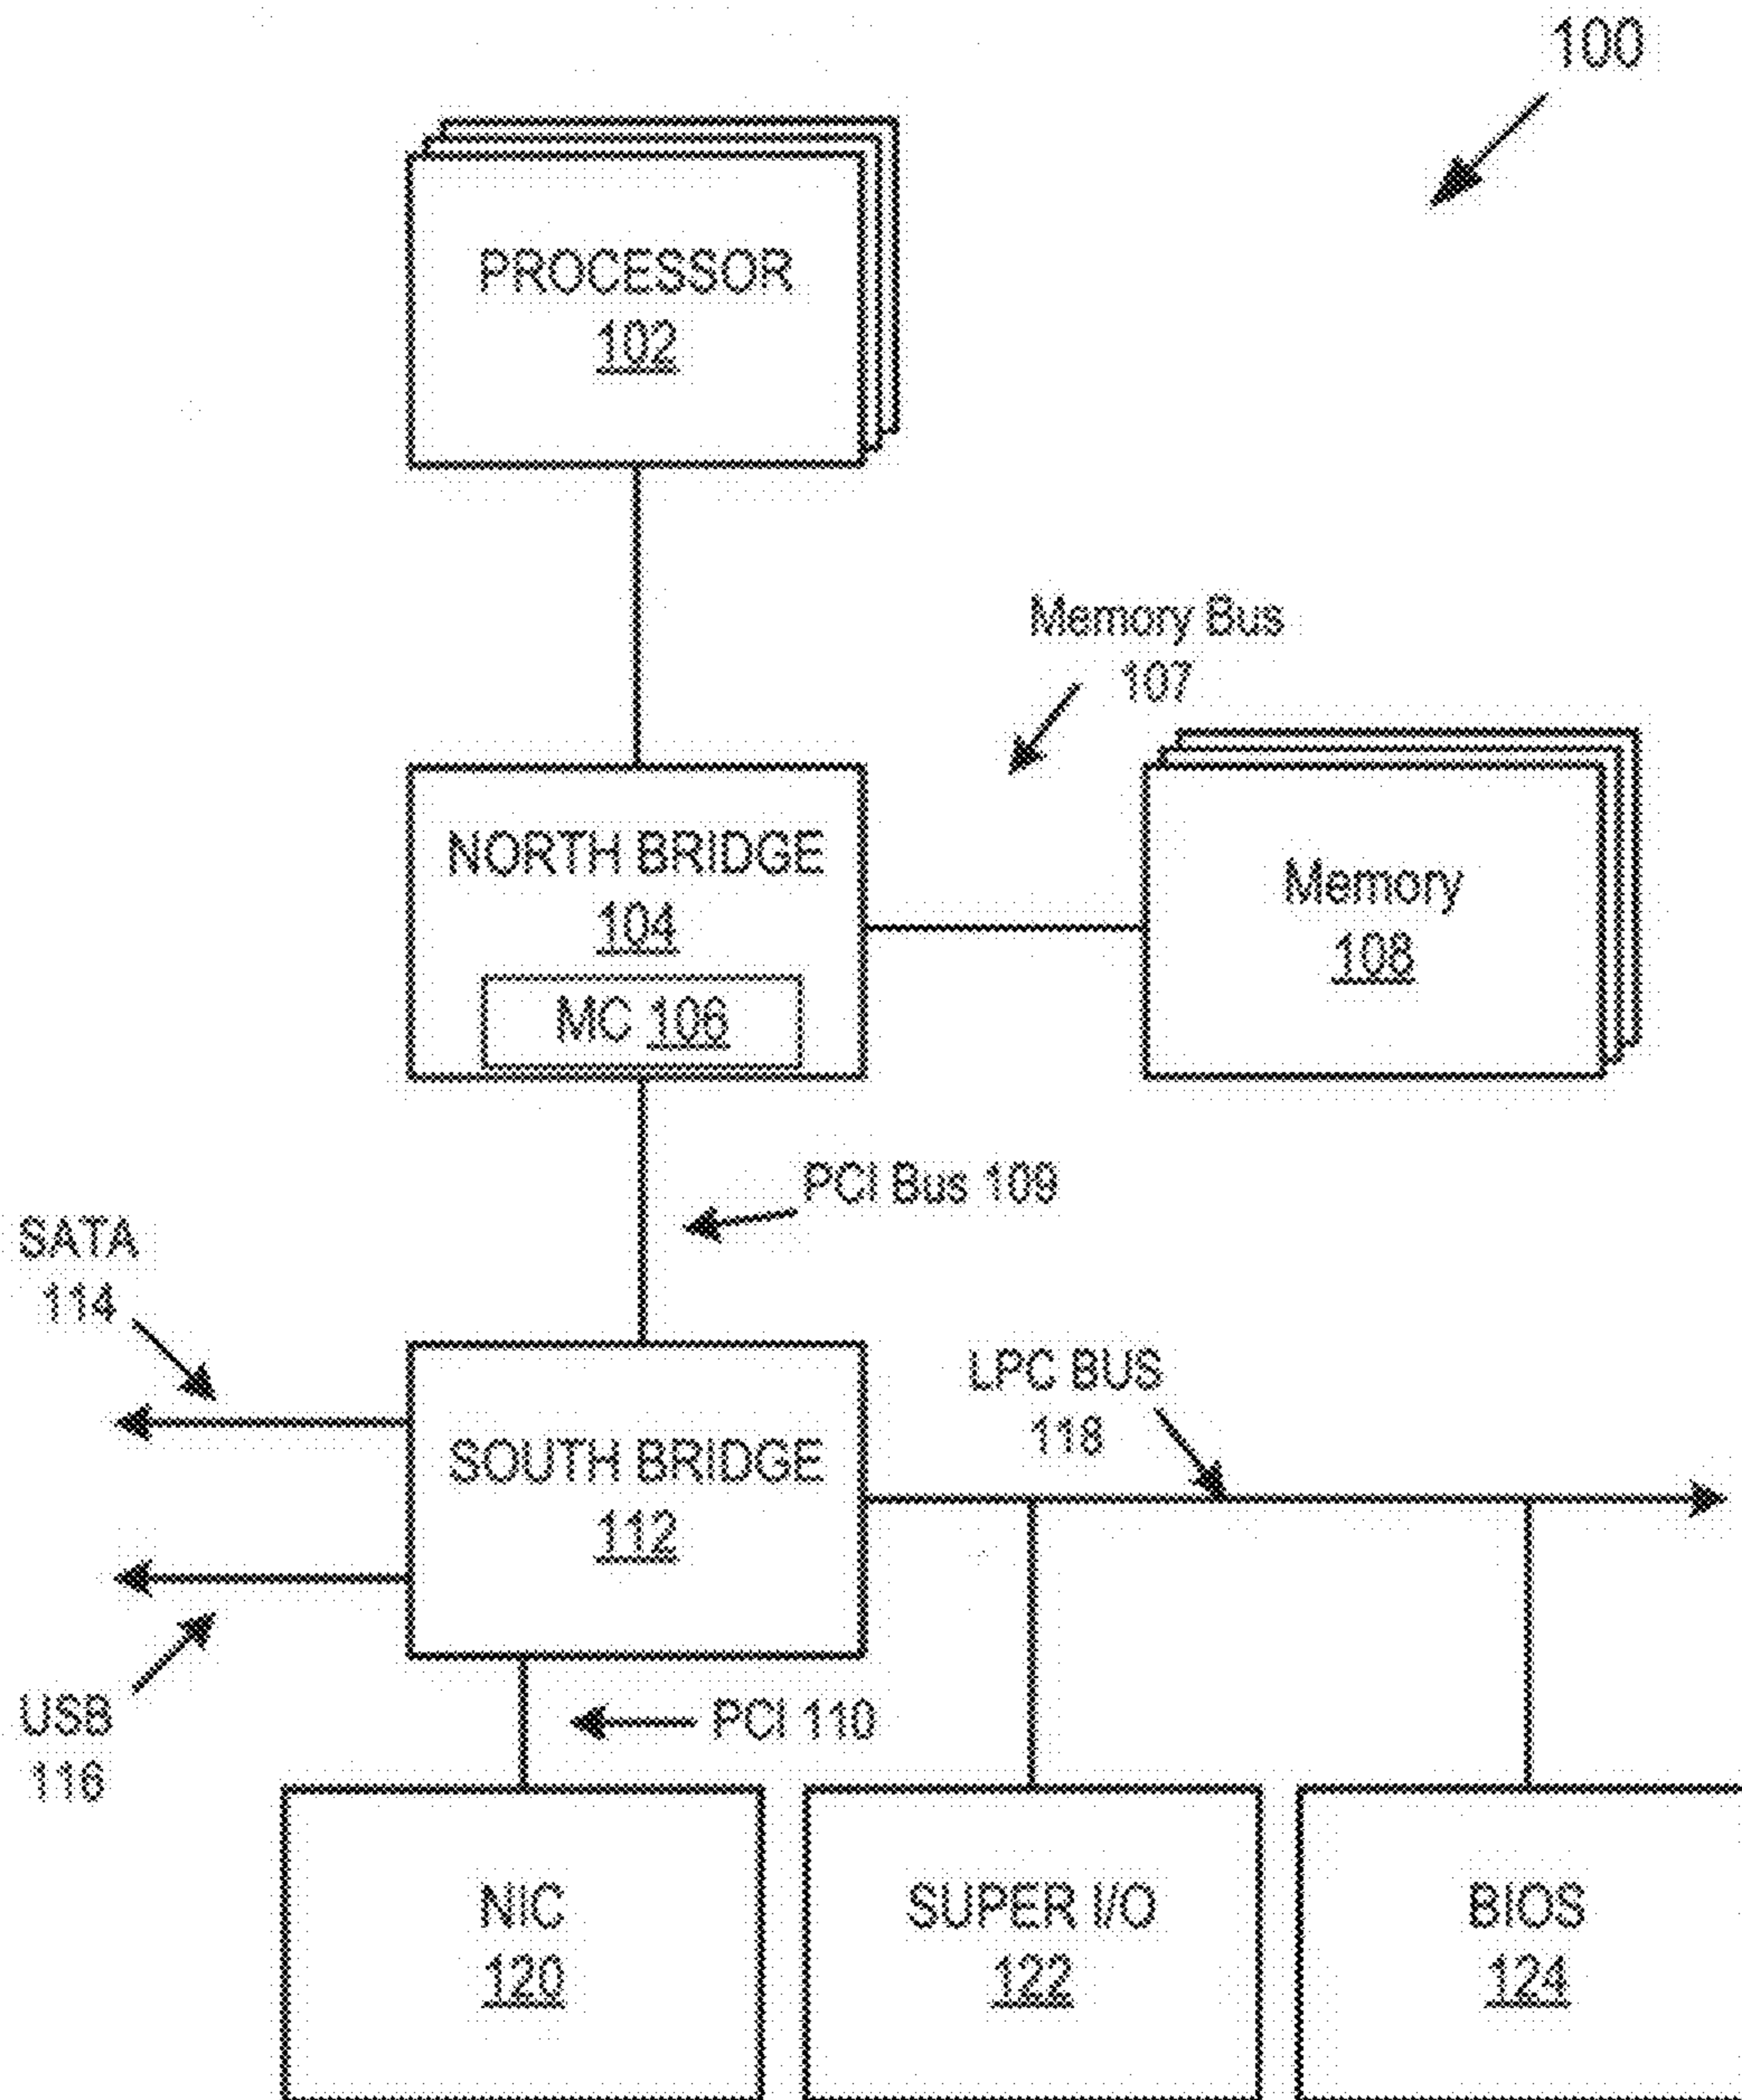 100
PROCESSOR
102
Memory Bus
107
NORTH BRIDGE
104
MC 106
Memory
108
PCI Bus 109
SATA
114
LPC BUS
118
SOUTH BRIDGE
112
USB
116
PCI 110
NIC
120
SUPER I/O
122
BIOS
124